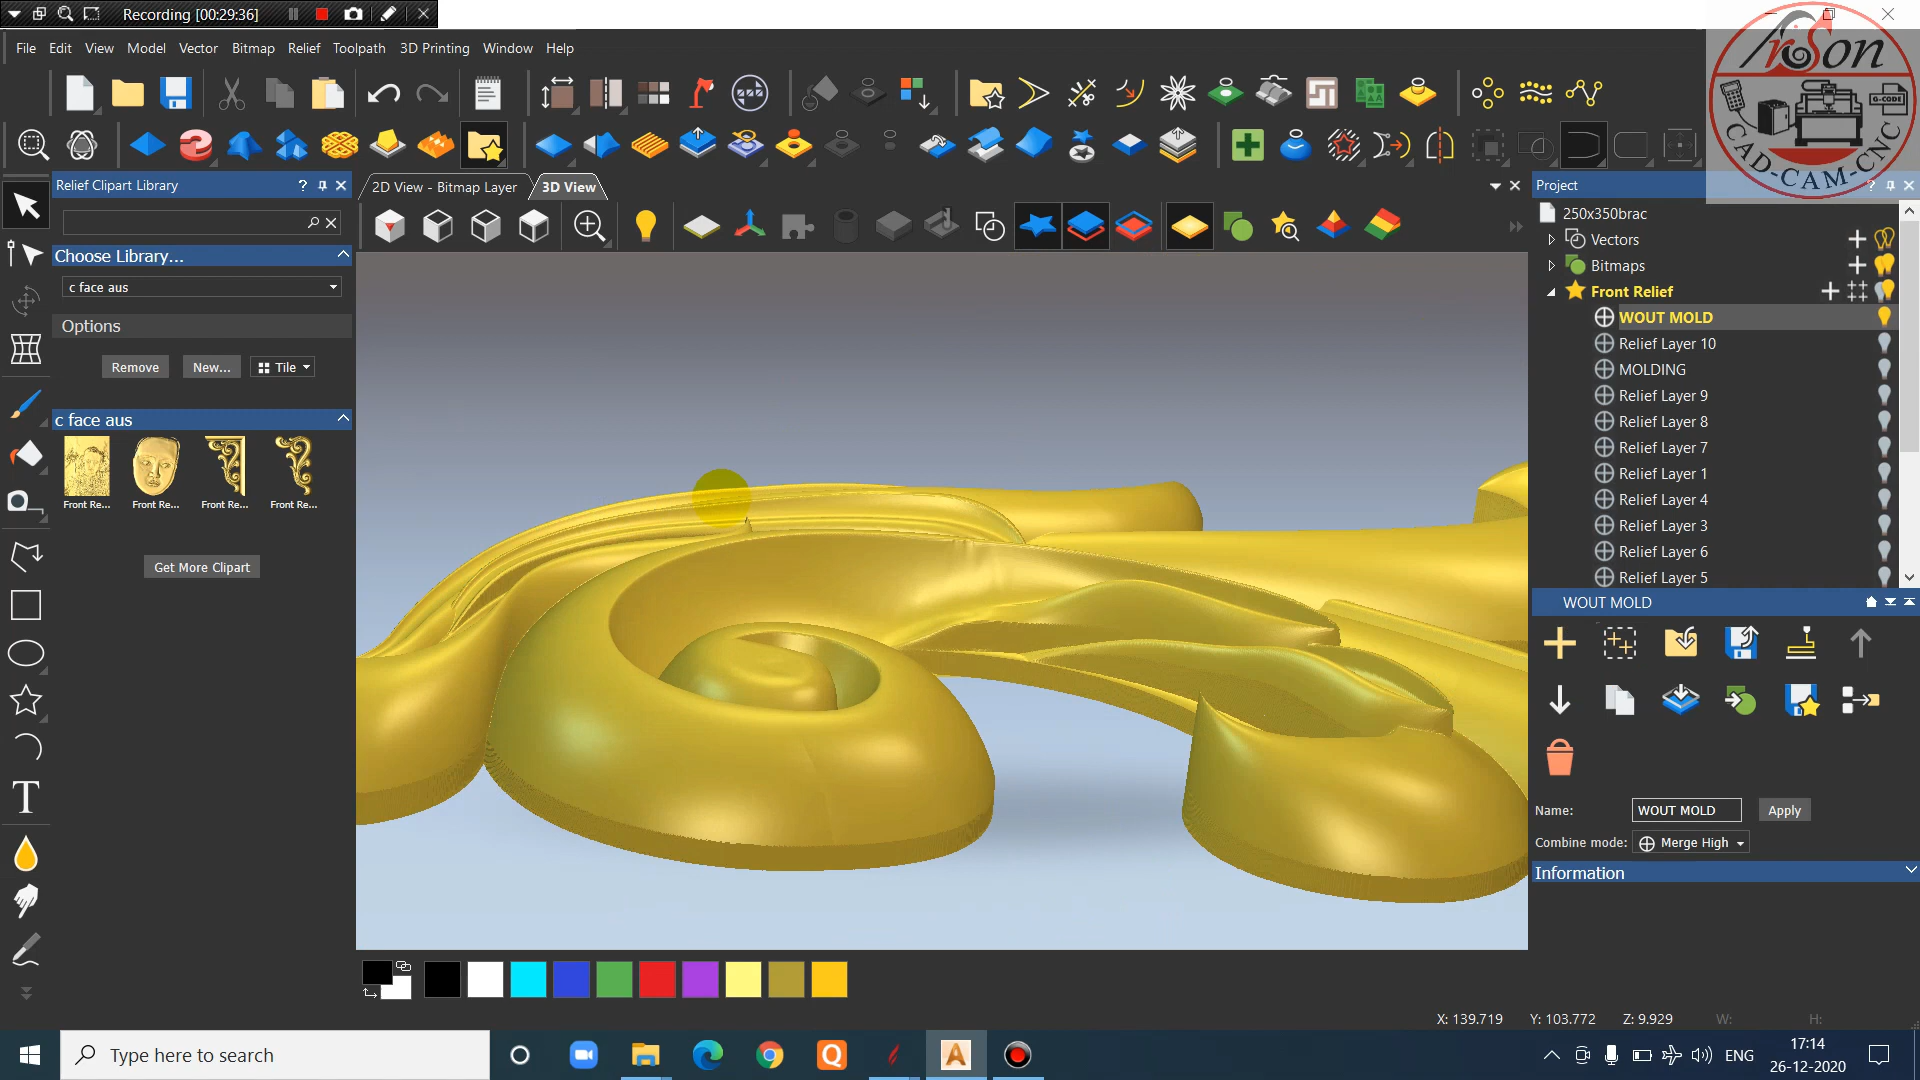 Recording [00:29:36]
File Edit View Model Vector Bitmap Relief Toolpath 3D Printing Window Help
ArSon
G-CODE
CAD-CAM-CNC
Relief Clipart Library ?
2D View - Bitmap Layer 3D View
Project ?
Choose Library...
c face aus
Options
Remove New... Tile
c face aus
Front Re... Front Re... Front Re... Front Re...
Get More Clipart
250x350brac
Vectors
Bitmaps
Front Relief
WOUT MOLD
Relief Layer 10
MOLDING
Relief Layer 9
Relief Layer 8
Relief Layer 7
Relief Layer 1
Relief Layer 4
Relief Layer 3
Relief Layer 6
Relief Layer 5
WOUT MOLD
Name: WOUT MOLD Apply
Combine mode: Merge High
Information
X: 139.719 Y: 103.772 Z: 9.929 W: H:
Type here to search
ENG
17:14
26-12-2020